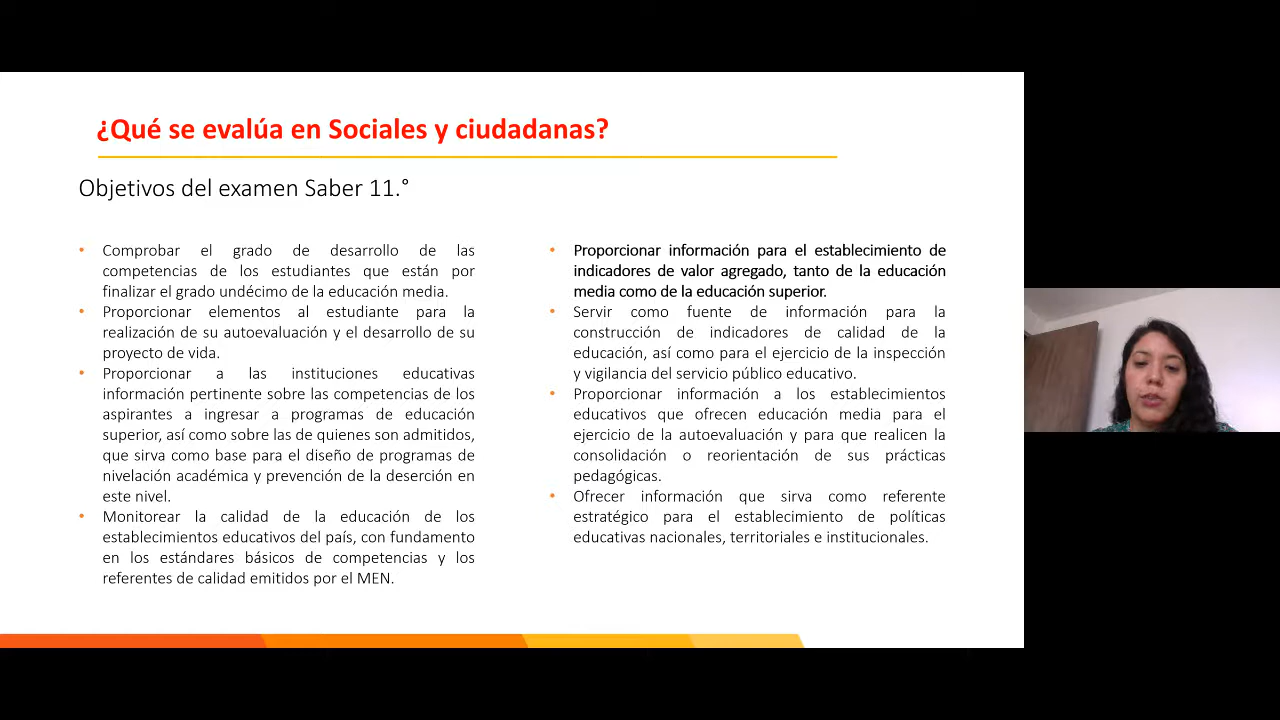 ¿Qué se evalúa en Sociales y ciudadanas?
Objetivos del examen Saber 11.°
• Comprobar el grado de desarrollo de las
competencias de los estudiantes que están por
finalizar el grado undécimo de la educación media.
• Proporcionar elementos al estudiante para la
realización de su autoevaluación y el desarrollo de su
proyecto de vida.
• Proporcionar a las instituciones educativas
información pertinente sobre las competencias de los
aspirantes a ingresar a programas de educación
superior, así como sobre las de quienes son admitidos,
que sirva como base para el diseño de programas de
nivelación académica y prevención de la deserción en
este nivel.
• Monitorear la calidad de la educación de los
establecimientos educativos del país, con fundamento
en los estándares básicos de competencias y los
referentes de calidad emitidos por el MEN.
• Proporcionar información para el establecimiento de
indicadores de valor agregado, tanto de la educación
media como de la educación superior.
• Servir como fuente de información para la
construcción de indicadores de calidad de la
educación, así como para el ejercicio de la inspección
y vigilancia del servicio público educativo.
• Proporcionar información a los establecimientos
educativos que ofrecen educación media para el
ejercicio de la autoevaluación y para que realicen la
consolidación o reorientación de sus prácticas
pedagógicas.
• Ofrecer información que sirva como referente
estratégico para el establecimiento de políticas
educativas nacionales, territoriales e institucionales.